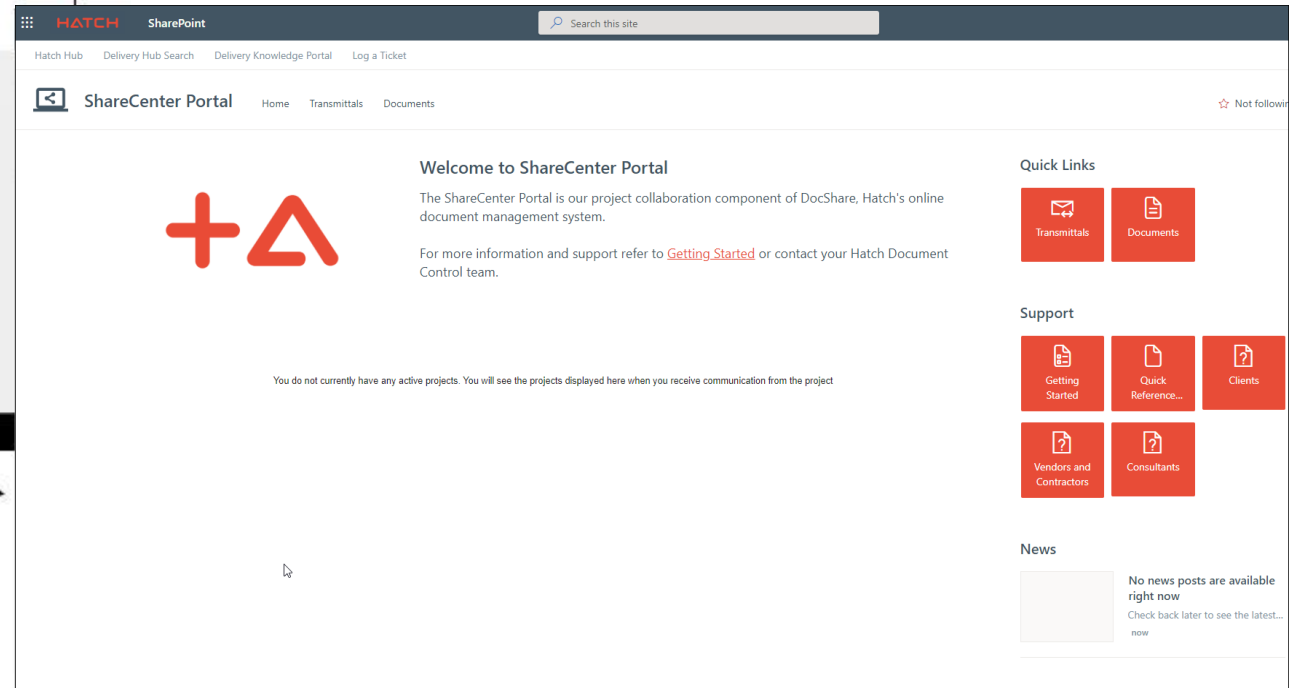 HATCH SharePoint Search this site
Hatch Hub Delivery Hub Search Delivery Knowledge Portal Log a Ticket
ShareCenter Portal Home Transmittals Documents Not followin
Welcome to ShareCenter Portal
The ShareCenter Portal is our project collaboration component of DocShare, Hatch's online
document management system.
For more information and support refer to Getting Started or contact your Hatch Document
Control team.
You do not currently have any active projects. You will see the projects displayed here when you receive communication from the project
Quick Links
Transmittals Documents
Support
Getting
Started
Quick
Reference...
Clients
Vendors and
Contractors
Consultants
News
No news posts are available
right now
Check back later to see the latest...
now